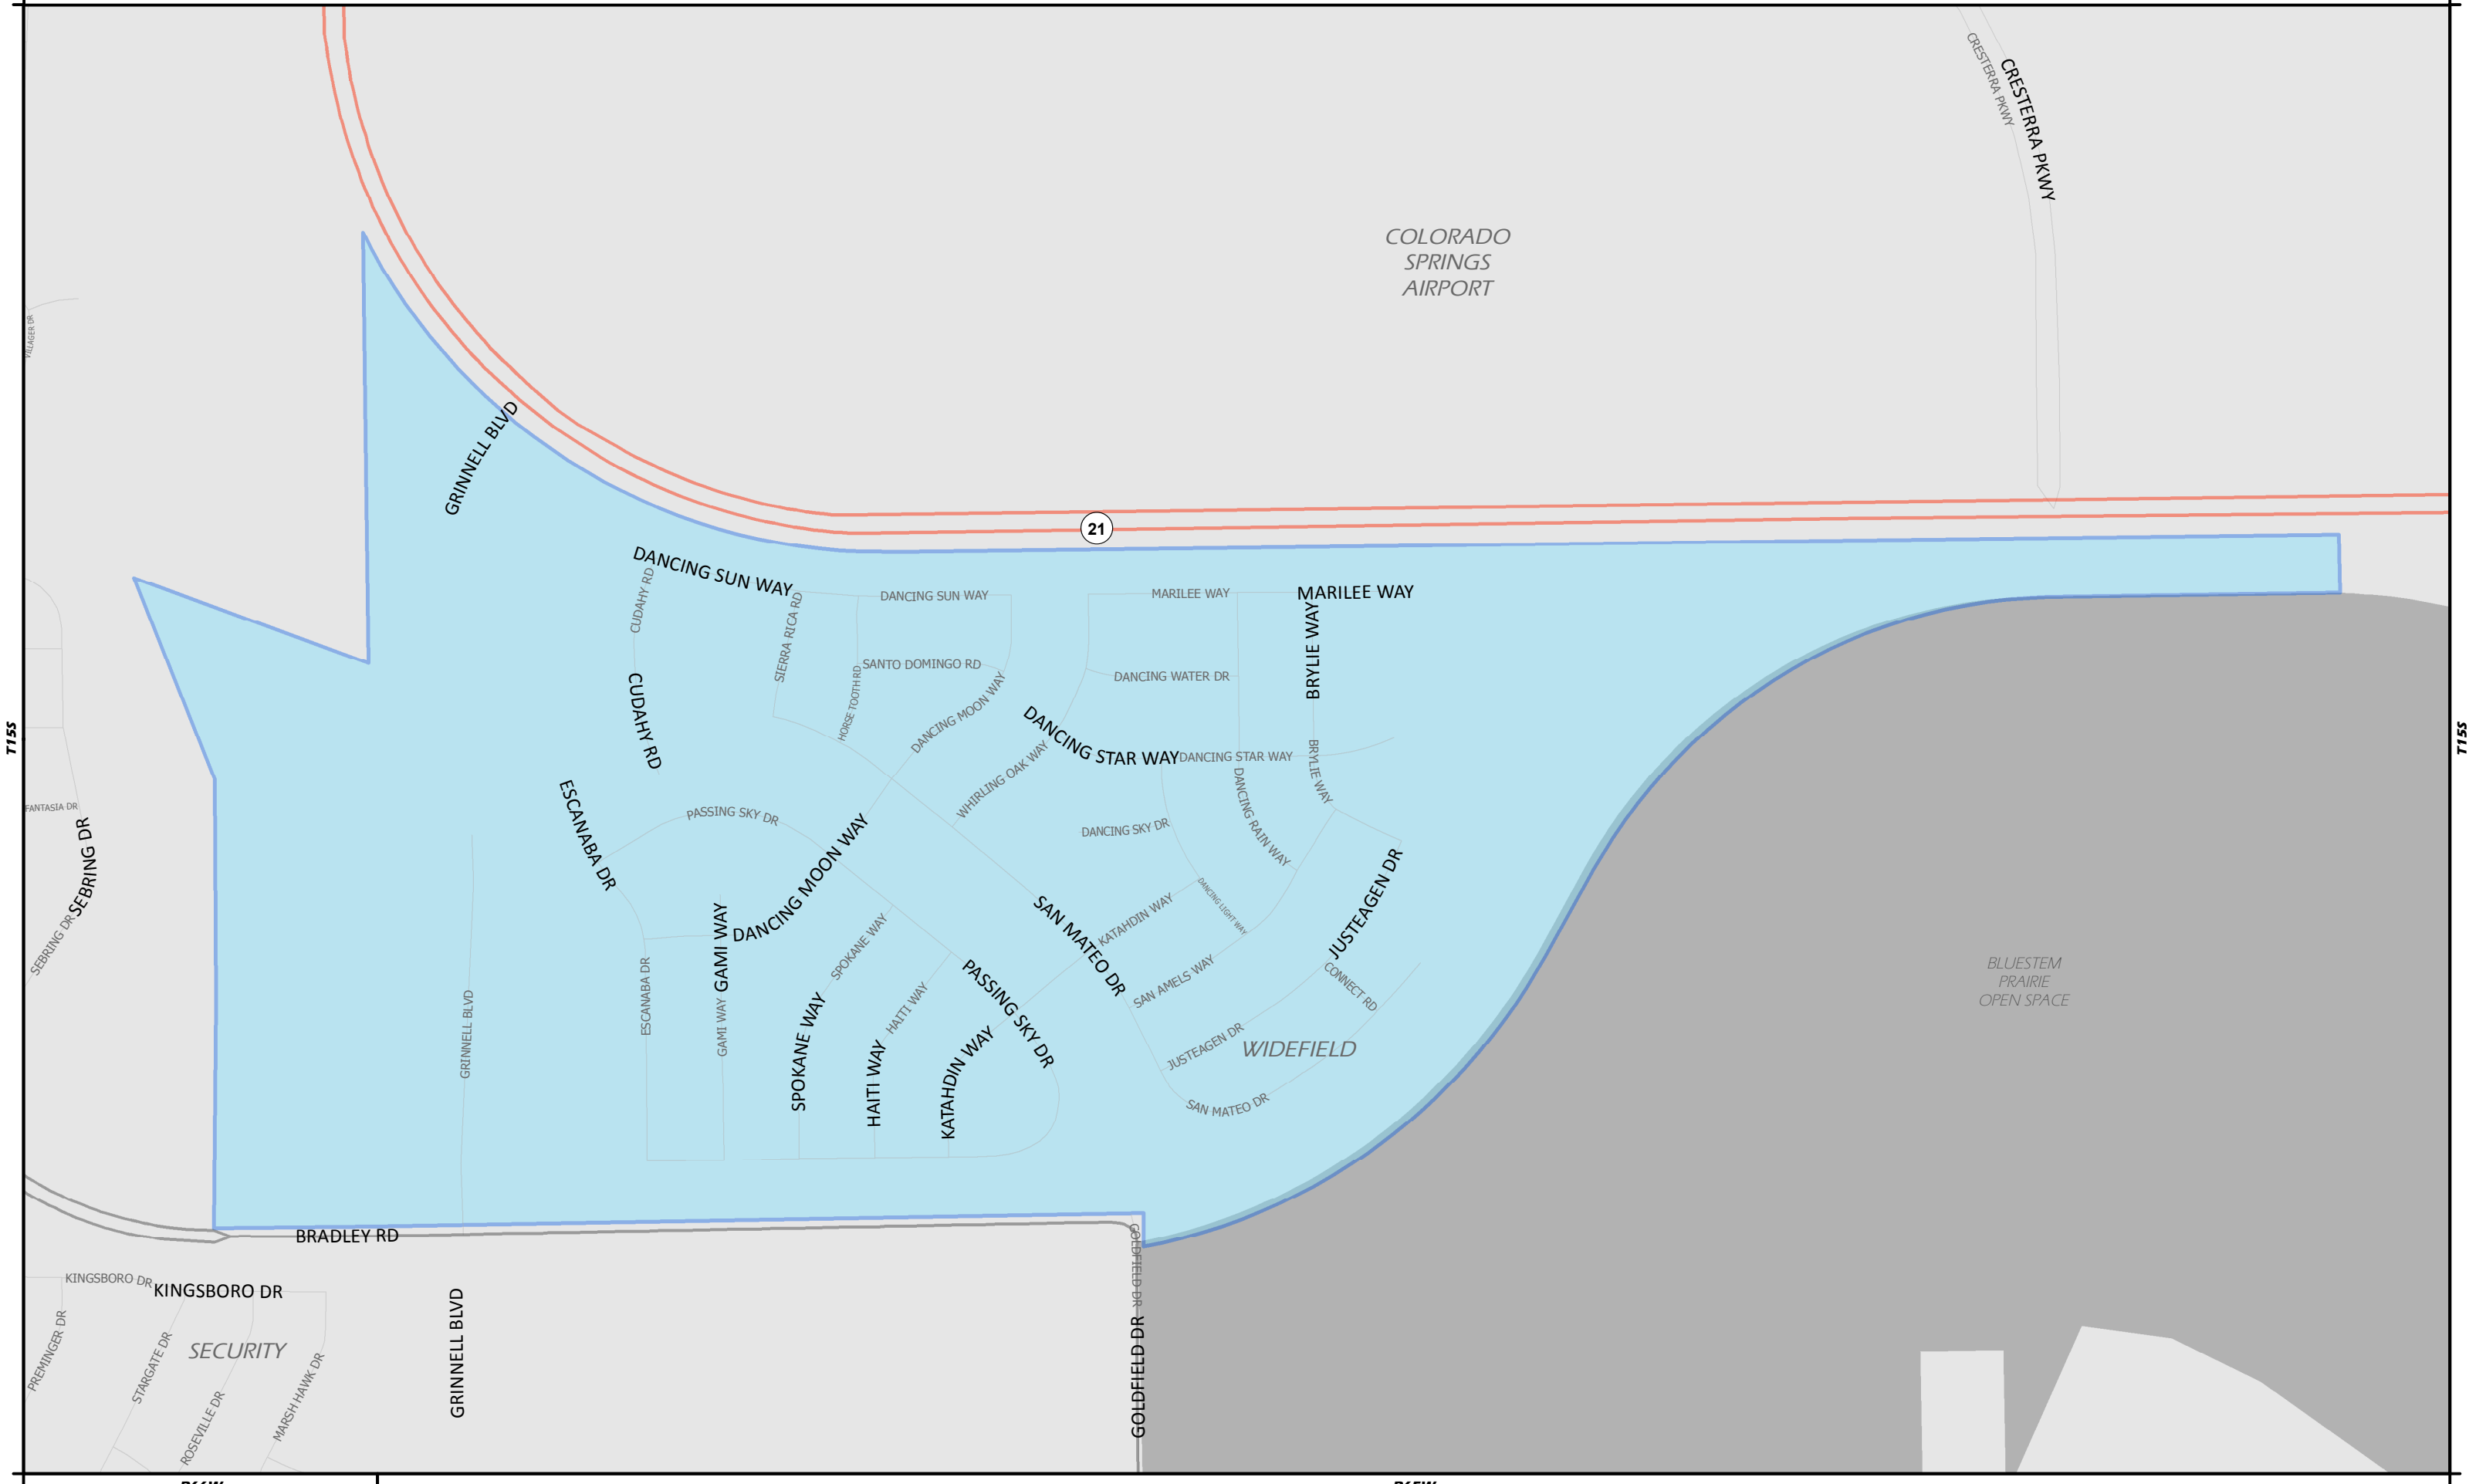 CRESTERRA PKWY
CRESTERRA PKWY
COLORADO
SPRINGS
AIRPORT
VILLAGER DR
GRINNELL BLVD
21
DANCING SUN WAY
CUDAHY RD
SIERRA RICA RD
DANCING SUN WAY
MARILEE WAY
MARILEE WAY
BRYLIE WAY
SANTO DOMINGO RD
HORSE TOOTH RD
DANCING MOON WAY
DANCING WATER DR
CUDAHY RD
DANCING STAR WAY
DANCING STAR WAY
T15S
T15S
WHIRLING OAK WAY
BRYLIE WAY
DANCING RAIN WAY
ESCANABA DR
PASSING SKY DR
DANCING SKY DR
FANTASIA DR
SEBRING DR
SEBRING DR
DANCING MOON WAY
JUSTEAGEN DR
DANCING LIGHT WAY
GAMI WAY
SPOKANE WAY
KATAHDIN WAY
SAN MATEO DR
SAN AMELS WAY
CONNECT RD
BLUESTEM
PRAIRIE
OPEN SPACE
GRINNELL BLVD
ESCANABA DR
GAMI WAY
SPOKANE WAY
HAITI WAY
HAITI WAY
PASSING SKY DR
KATAHDIN WAY
JUSTEAGEN DR
WIDEFIELD
SAN MATEO DR
BRADLEY RD
GOLDFIELD DR
KINGSBORO DR
KINGSBORO DR
PREMINGER DR
STARGATE DR
SECURITY
ROSEVILLE DR
MARSH HAWK DR
GRINNELL BLVD
GOLDFIELD DR